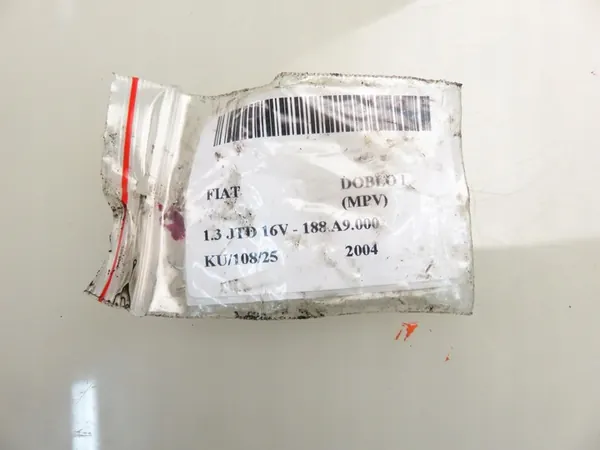 FIAT DOBLO I
(MPV)
1.3 JTD 16V - 188 A9.000
KU/108/25 2004